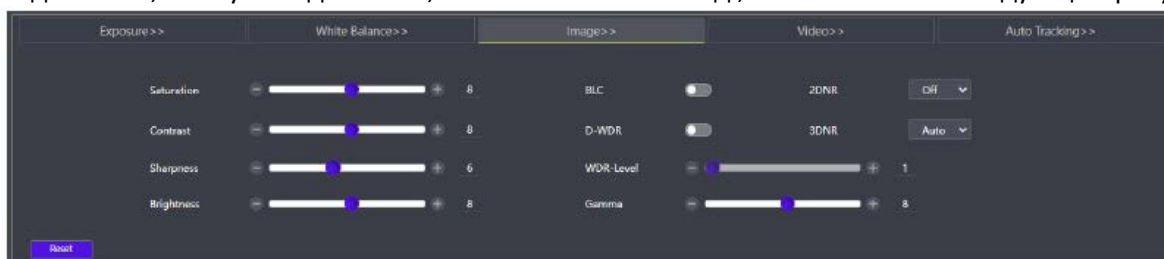 Exposure>> White Balance>> Image>> Video>> Auto Tracking>>
Saturation 8 BLC 2DNR Off
Contrast 8 D-WDR 3DNR Auto
Sharpness 6 WDR-Level 1
Brightness 8 Gamma 8
Reset